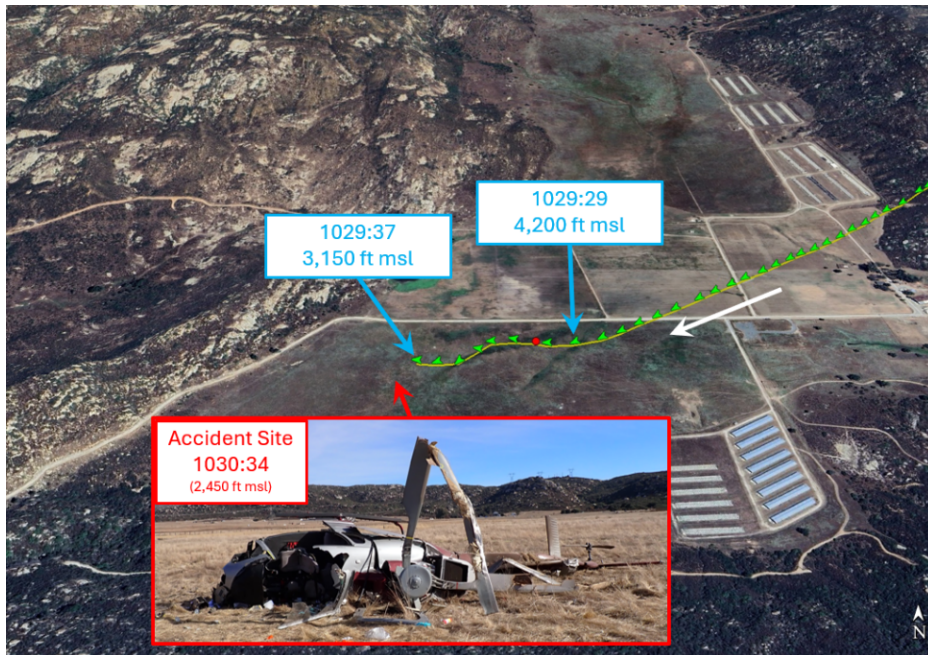 1029:29
4,200 ft msl
1029:37
3,150 ft msl
Accident Site
1030:34
(2,450 ft msl)
N